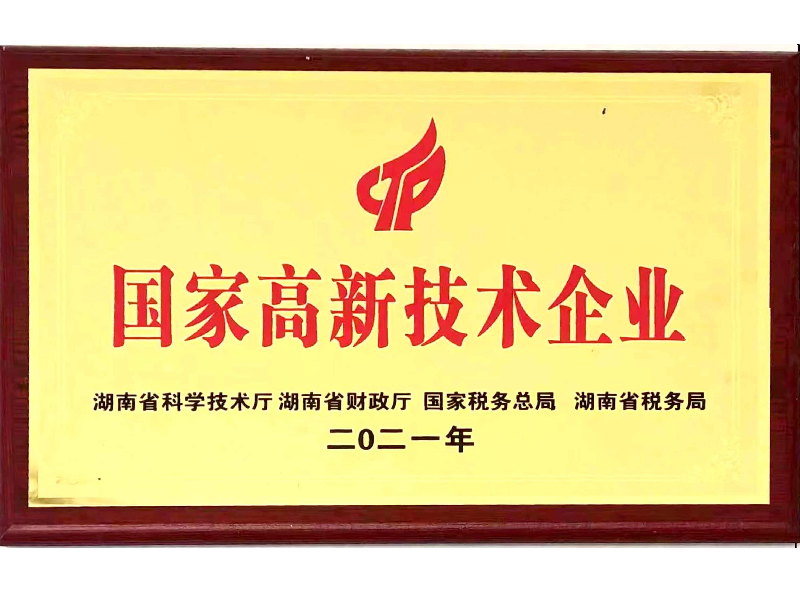 国家高新技术企业
湖南省科学技术厅 湖南省财政厅 国家税务总局 湖南省税务局
二0二一年